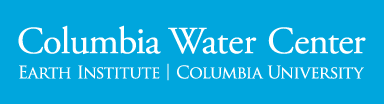 Columbia Water Center
EARTH INSTITUTE | COLUMBIA UNIVERSITY